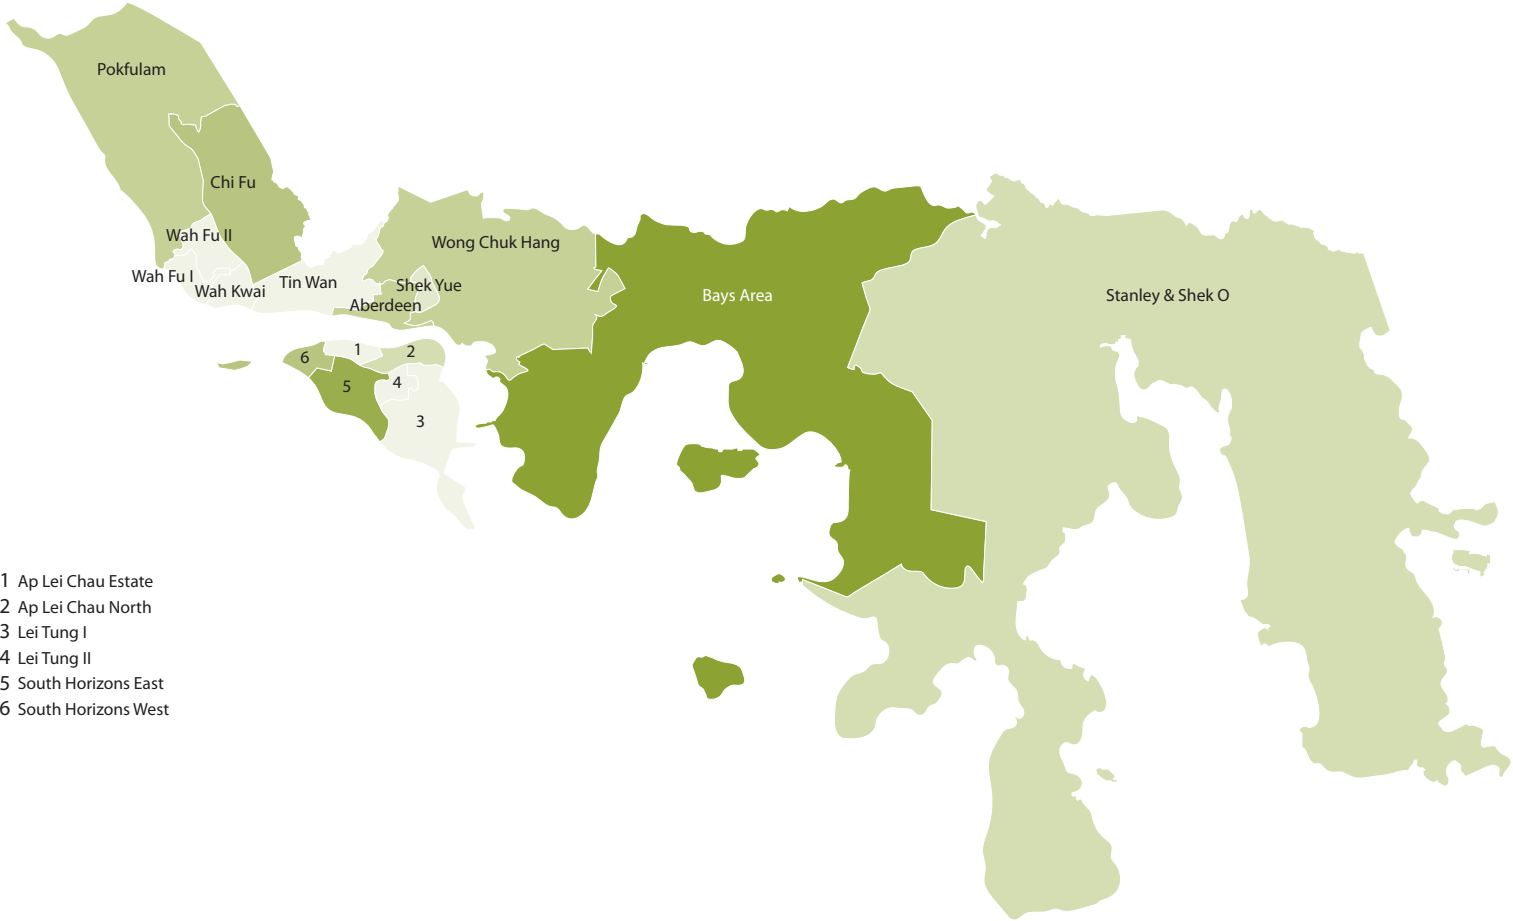 Pokfulam
Chi Fu
Wah Fu II
Wah Fu I
Wah Kwai
Tin Wan
Wong Chuk Hang
Shek Yue
Aberdeen
Bays Area
Stanley & Shek O
1
2
6
5
4
3
1 Ap Lei Chau Estate
2 Ap Lei Chau North
3 Lei Tung I
4 Lei Tung II
5 South Horizons East
6 South Horizons West